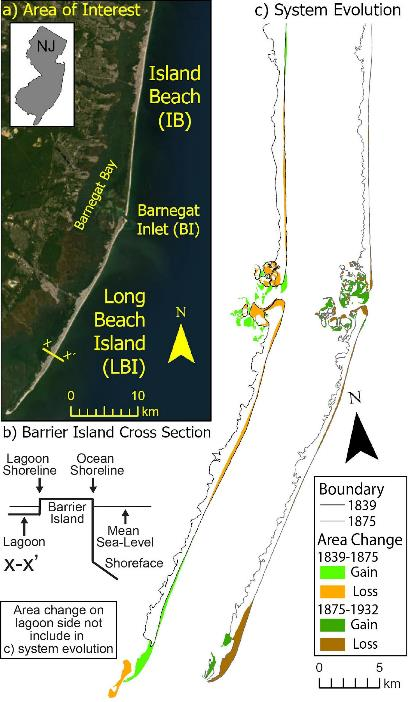 a) Area of Interest
NJ
Island
Beach
(IB)
Barnegat Bay
Barnegat
Inlet (BI)
Long
Beach
Island
(LBI)
N
x
x'
0 10
km
b) Barrier Island Cross Section
Lagoon
Shoreline
Ocean
Shoreline
Barrier
Island
Lagoon
Mean
Sea-Level
Shoreface
X-X'
Area change on
lagoon side not
include in
c) system evolution
c) System Evolution
N
Boundary
1839
1875
Area Change
1839-1875
Gain
Loss
1875-1932
Gain
Loss
0 5
km